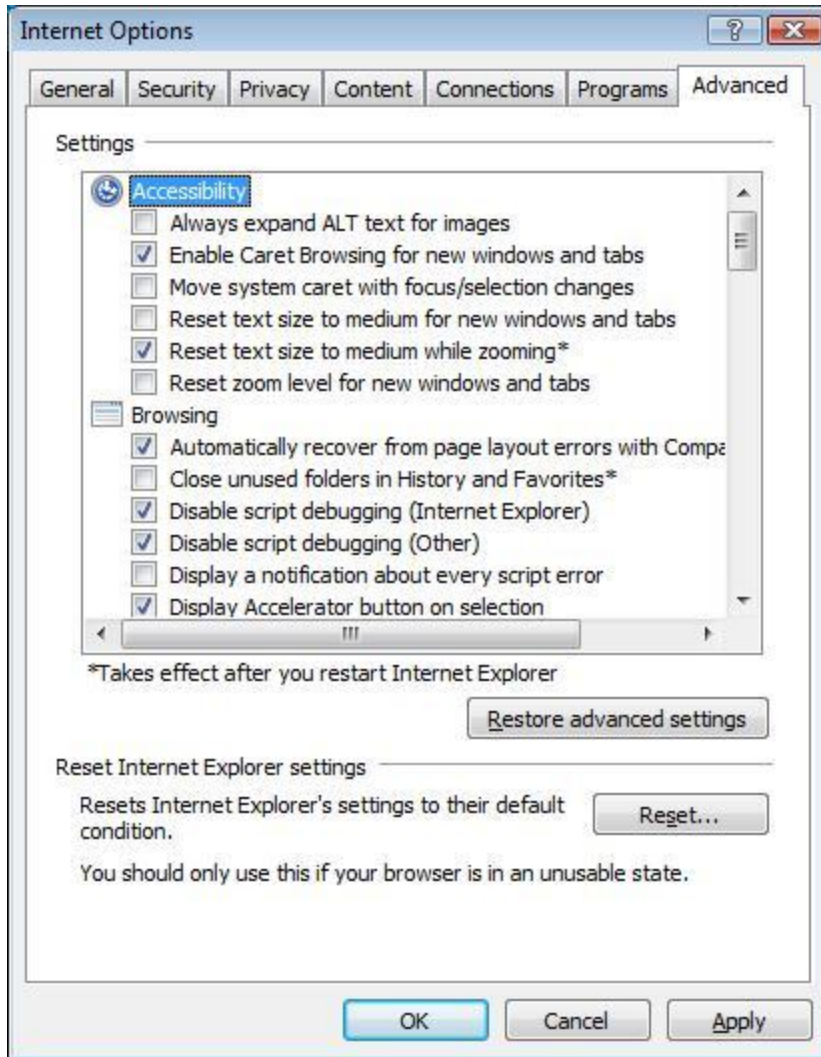 Internet Options
General Security Privacy Content Connections Programs Advanced
Settings
Accessibility
Always expand ALT text for images
Enable Caret Browsing for new windows and tabs
Move system caret with focus/selection changes
Reset text size to medium for new windows and tabs
Reset text size to medium while zooming*
Reset zoom level for new windows and tabs
Browsing
Automatically recover from page layout errors with Compa
Close unused folders in History and Favorites*
Disable script debugging (Internet Explorer)
Disable script debugging (Other)
Display a notification about every script error
Display Accelerator button on selection
*Takes effect after you restart Internet Explorer
Restore advanced settings
Reset Internet Explorer settings
Resets Internet Explorer's settings to their default
condition.
Reset...
You should only use this if your browser is in an unusable state.
OK Cancel Apply